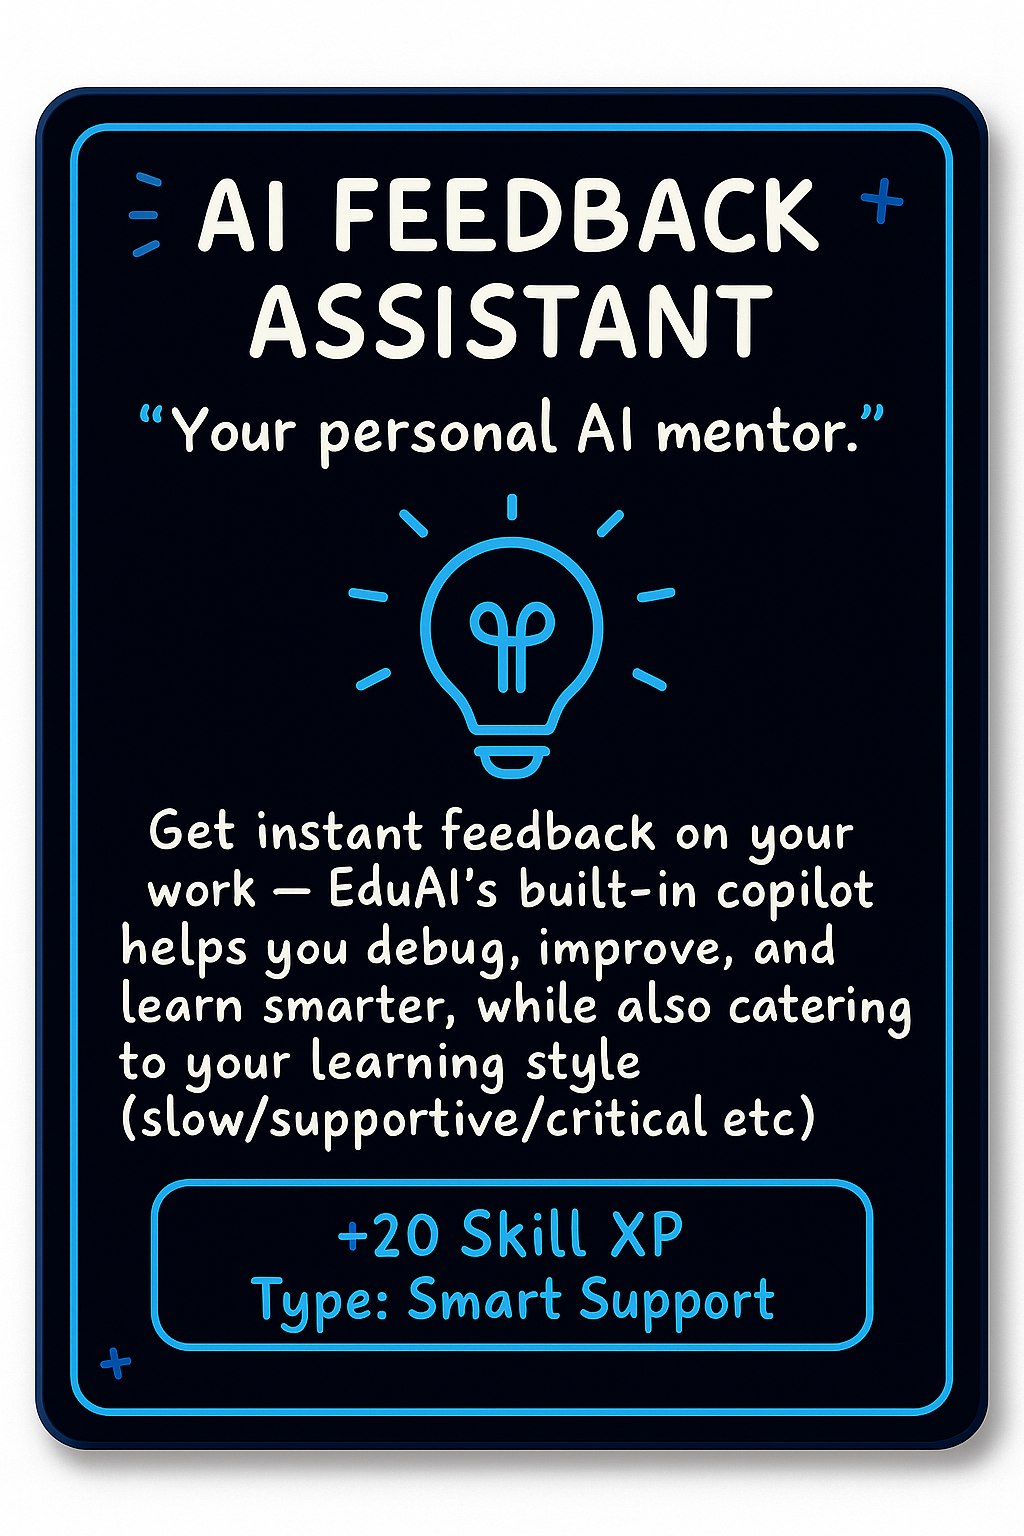 AI FEEDBACK
ASSISTANT
“Your personal AI mentor.”
Get instant feedback on your
work — EduAI’s built-in copilot
helps you debug, improve, and
learn smarter, while also catering
to your learning style
(slow/supportive/critical etc)
+20 Skill XP
Type: Smart Support